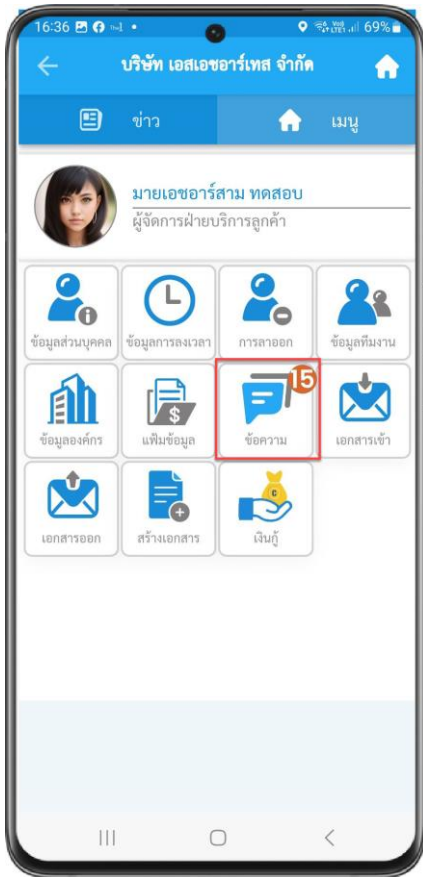 16:36
69%
บริษัท เอสเอชอาร์เทส จำกัด
ข่าว เมนู
มายเอชอาร์สาม ทดสอบ
ผู้จัดการฝ่ายบริการลูกค้า
ข้อมูลส่วนบุคคล ข้อมูลการลงเวลา การลาออก ข้อมูลทีมงาน
15
ข้อมูลองค์กร แฟ้มข้อมูล ข้อความ เอกสารเข้า
เอกสารออก สร้างเอกสาร เงินกู้